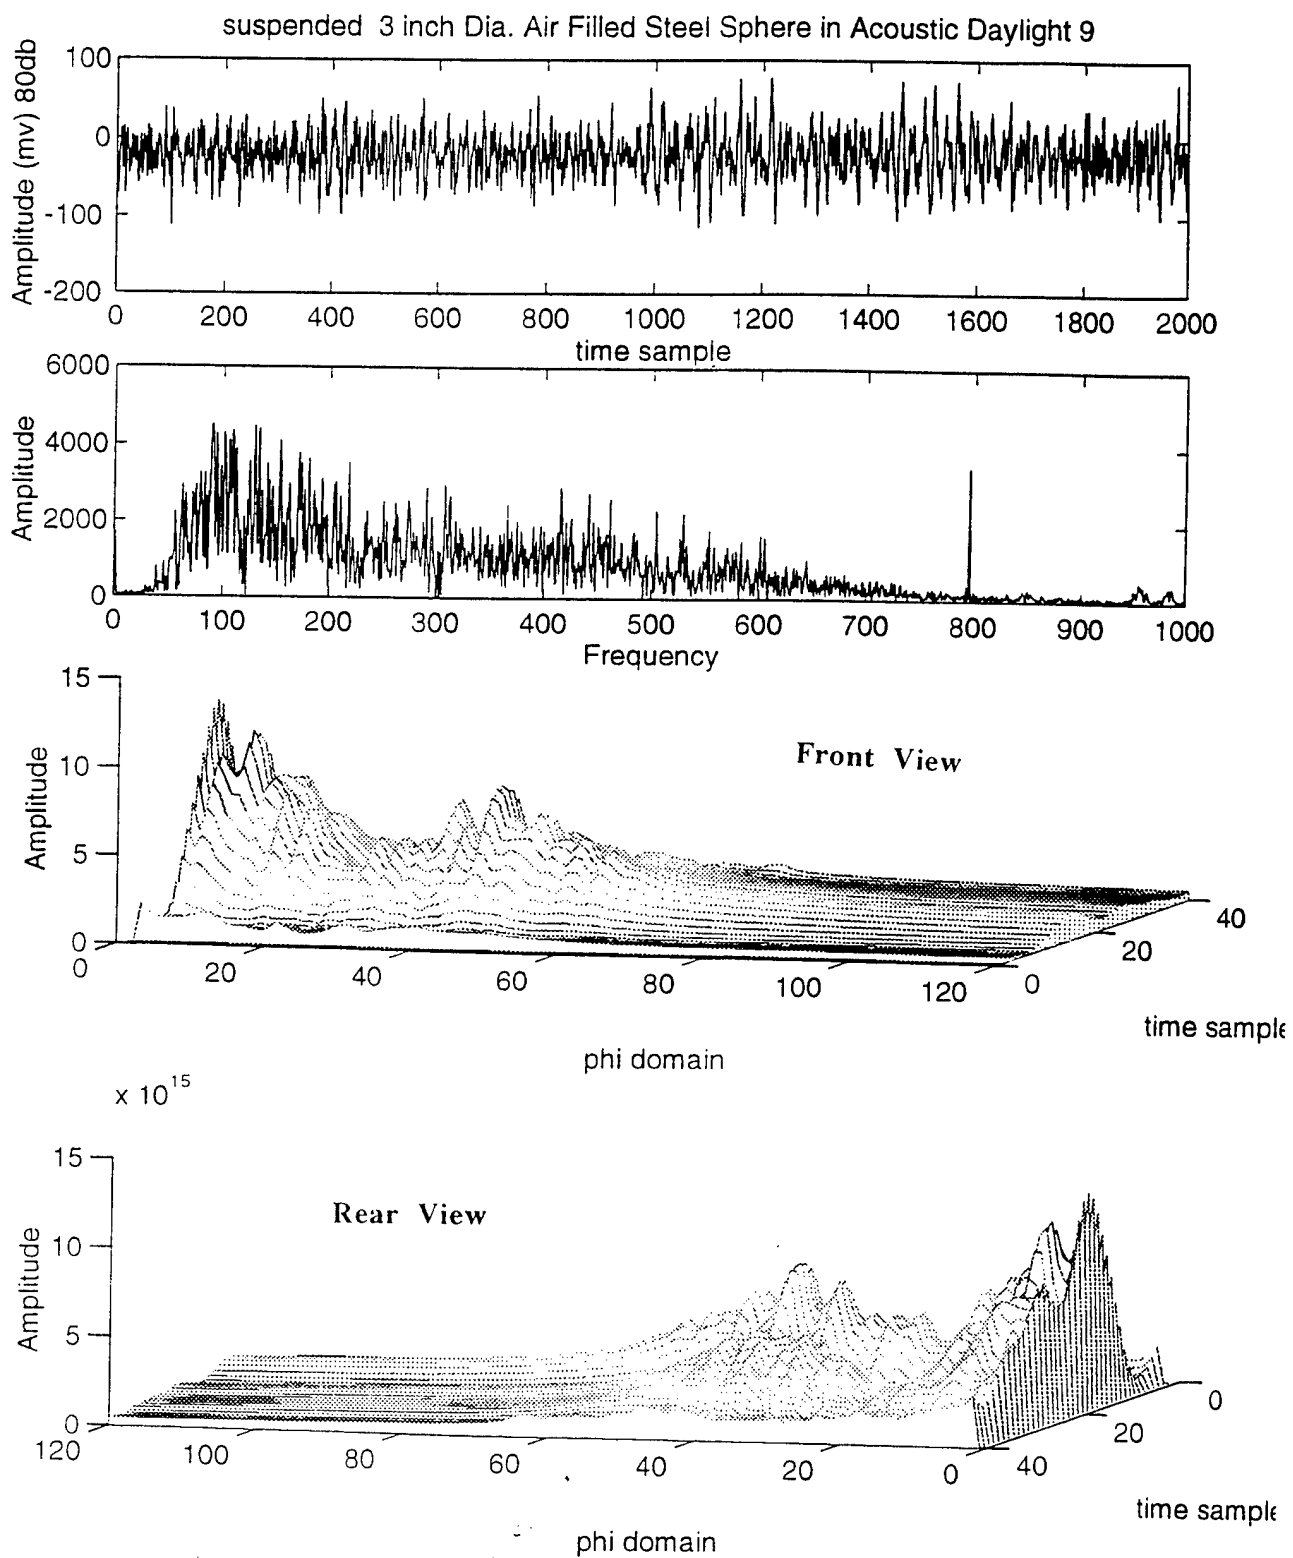 suspended 3 inch Dia. Air Filled Steel Sphere in Acoustic Daylight 9
Amplitude (mv) 80db
100
0
-100
-200
0 200 400 600 800 1000 1200 1400 1600 1800 2000
time sample
Amplitude
6000
4000
2000
0
0 100 200 300 400 500 600 700 800 900 1000
Frequency
Front View
Amplitude
15
10
5
0
0 20 40 60 80 100 120
0 20 40
time sample
phi domain
x 10^15
Rear View
Amplitude
15
10
5
0
120 100 80 60 40 20 0
40 20 0
time sample
phi domain